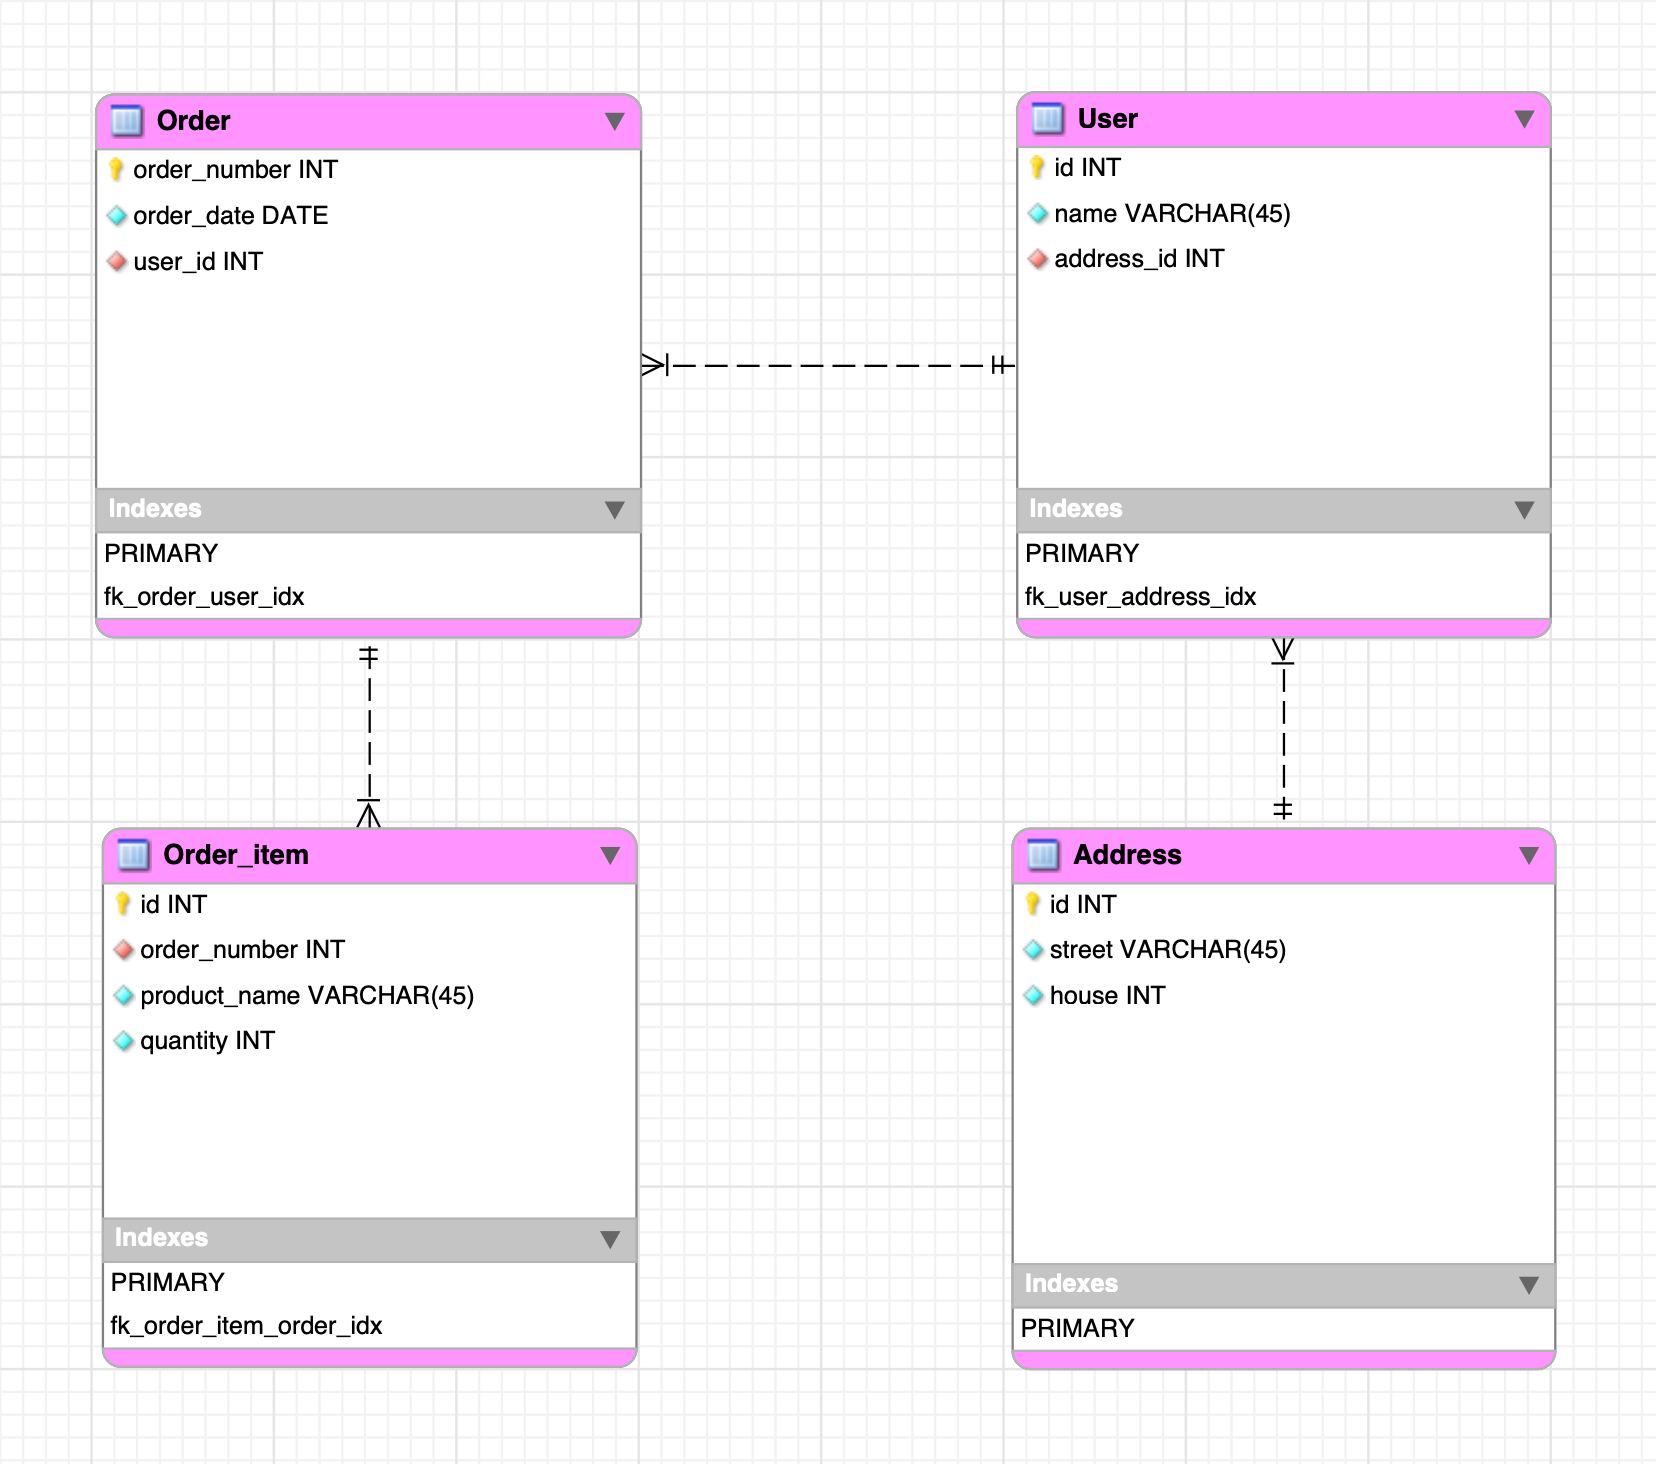 Order
order_number INT
order_date DATE
user_id INT
Indexes
PRIMARY
fk_order_user_idx
User
id INT
name VARCHAR(45)
address_id INT
Indexes
PRIMARY
fk_user_address_idx
Order_item
id INT
order_number INT
product_name VARCHAR(45)
quantity INT
Indexes
PRIMARY
fk_order_item_order_idx
Address
id INT
street VARCHAR(45)
house INT
Indexes
PRIMARY